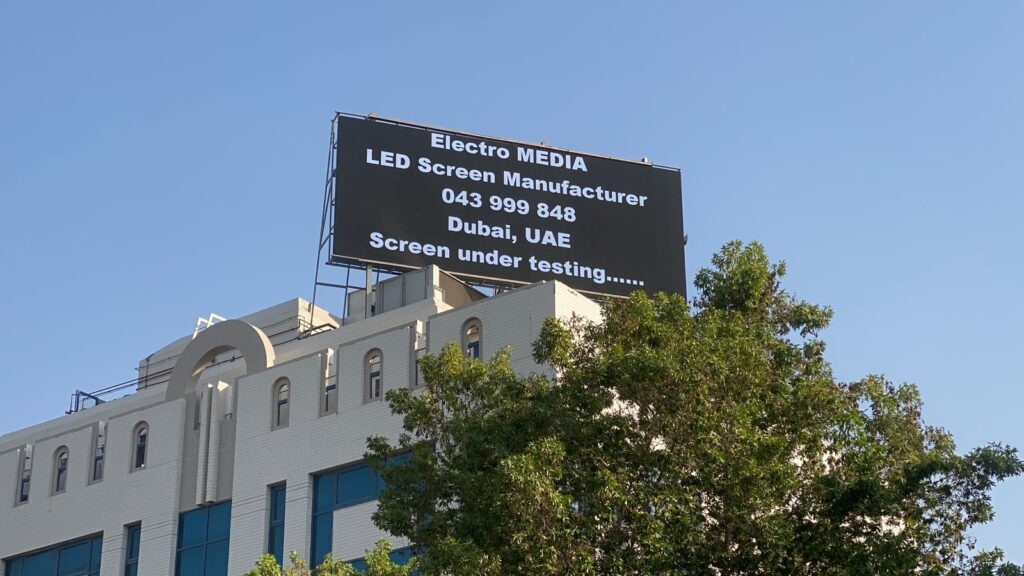 Electro MEDIA
LED Screen Manufacturer
043 999 848
Dubai, UAE
Screen under testing......